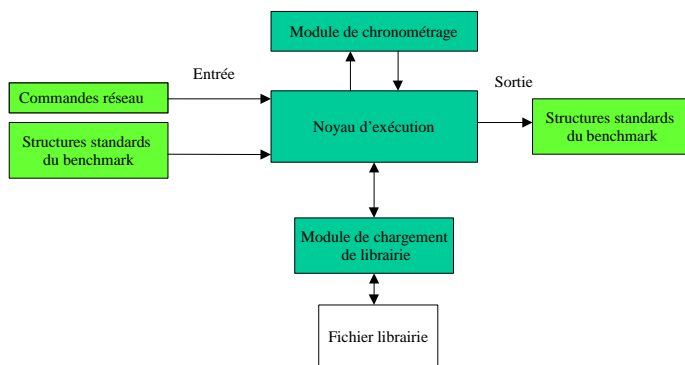 Module de chronométrage
Entrée
Sortie
Commandes réseau
Structures standards
du benchmark
Noyau d'exécution
Structures standards
du benchmark
Module de chargement
de librairie
Fichier librairie